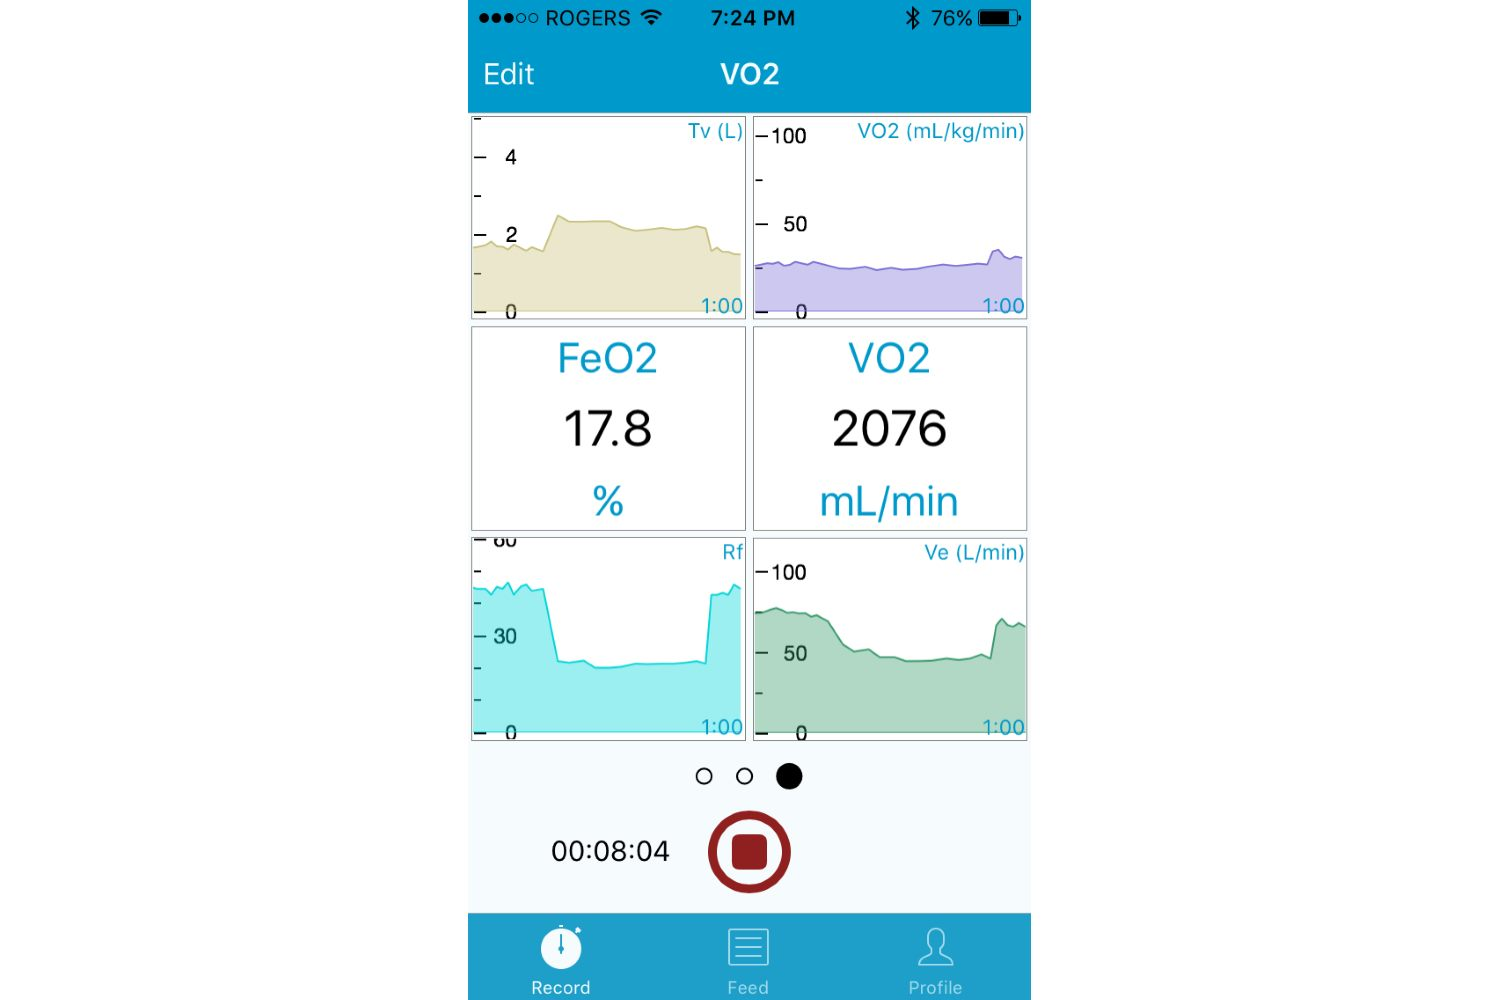 ROGERS 7:24 PM 76%
Edit VO2
Tv (L)
4
2
0
1:00
VO2 (mL/kg/min)
100
50
0
1:00
FeO2
17.8
%
VO2
2076
mL/min
Rf
60
30
0
1:00
Ve (L/min)
100
50
0
1:00
00:08:04
Record Feed Profile